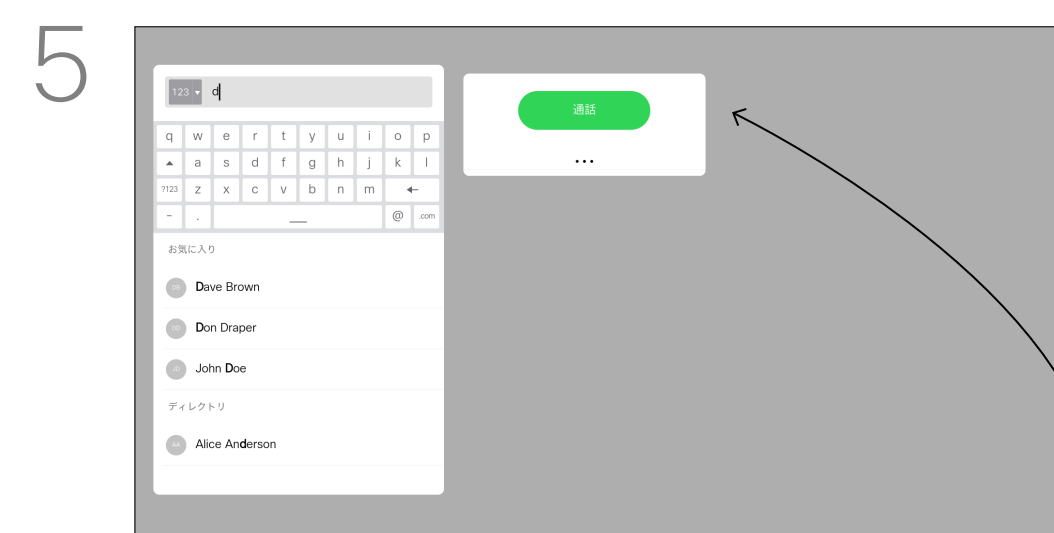 5
123 d
通話
...
q w e r t y u i o p
a s d f g h j k l
?123 z x c v b n m
- . @ .com
お気に入り
DB Dave Brown
DD Don Draper
JD John Doe
ディレクトリ
AA Alice Anderson